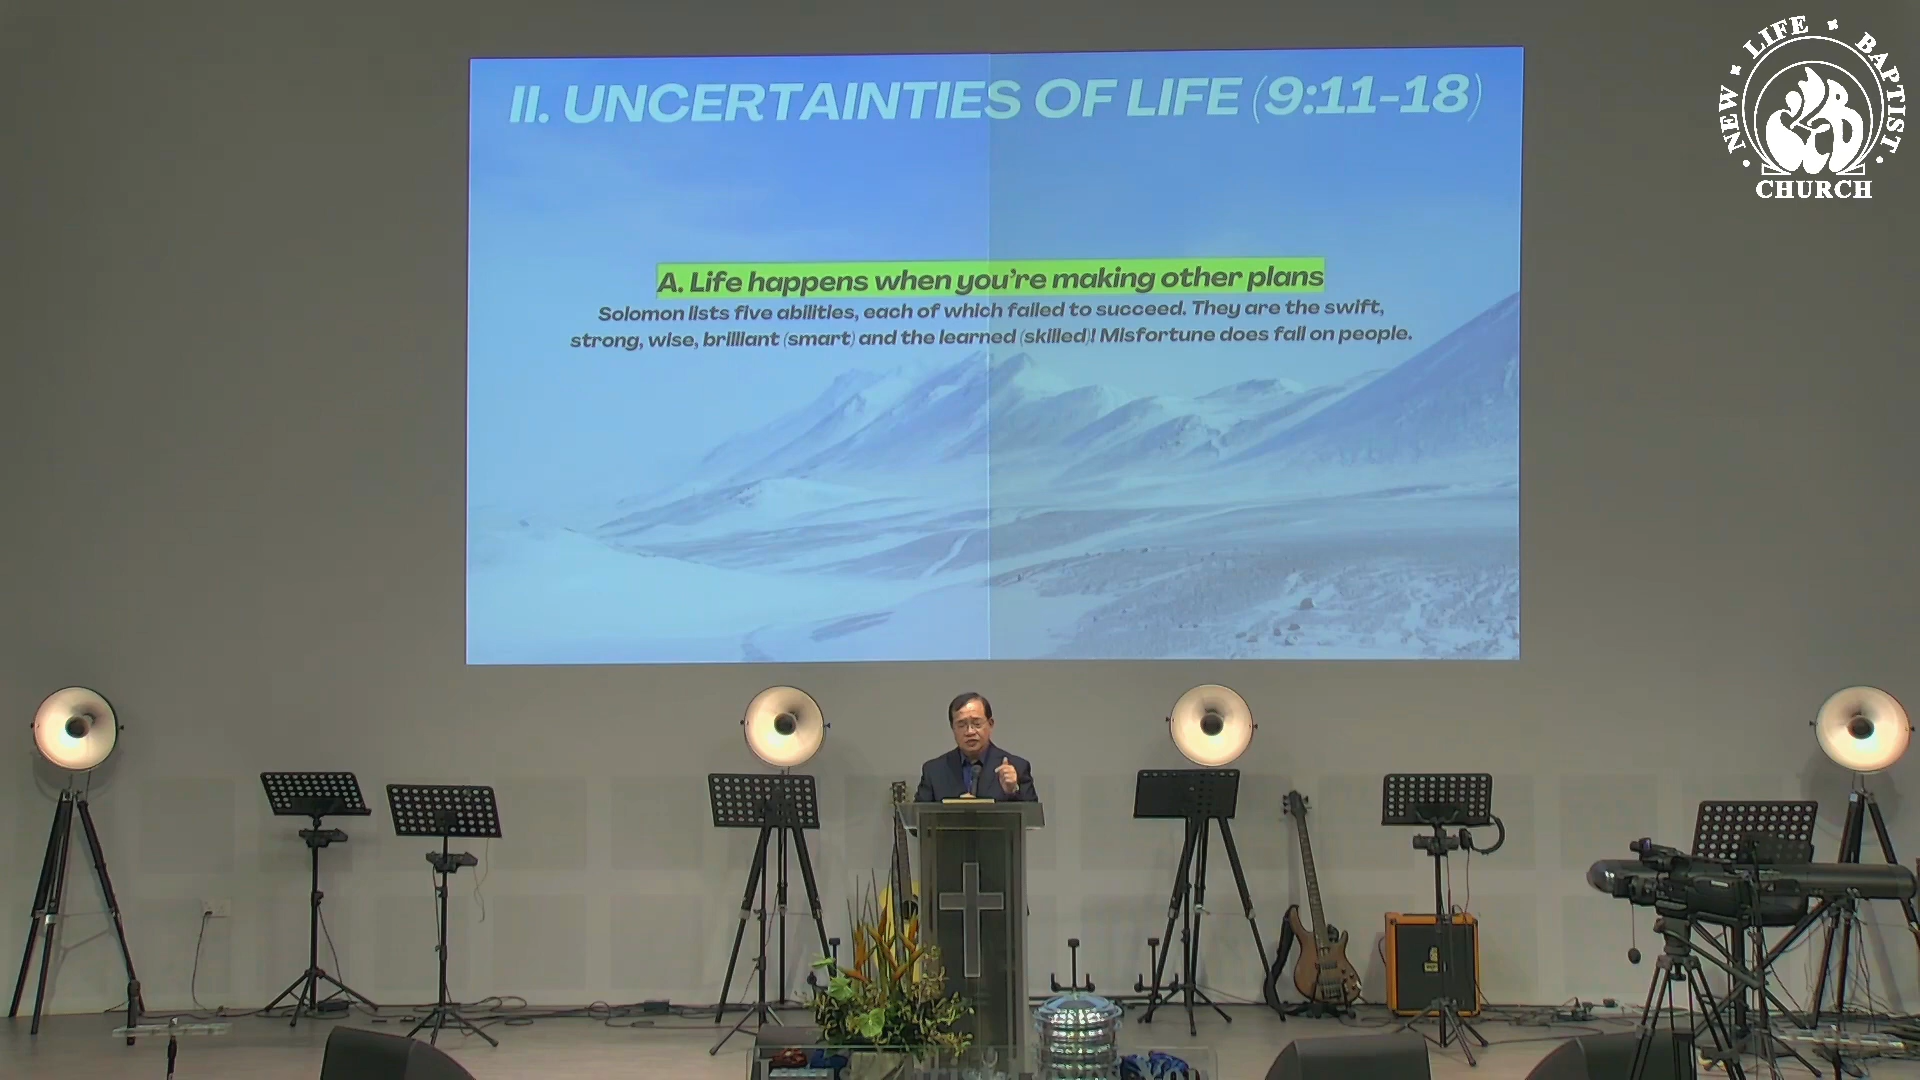 II. UNCERTAINTIES OF LIFE (9:11-18)
A. Life happens when you're making other plans
Solomon lists five abilities, each of which failed to succeed. They are the swift,
strong, wise, brilliant (smart) and the learned (skilled)! Misfortune does fall on people.
NEW LIFE BAPTIST
CHURCH